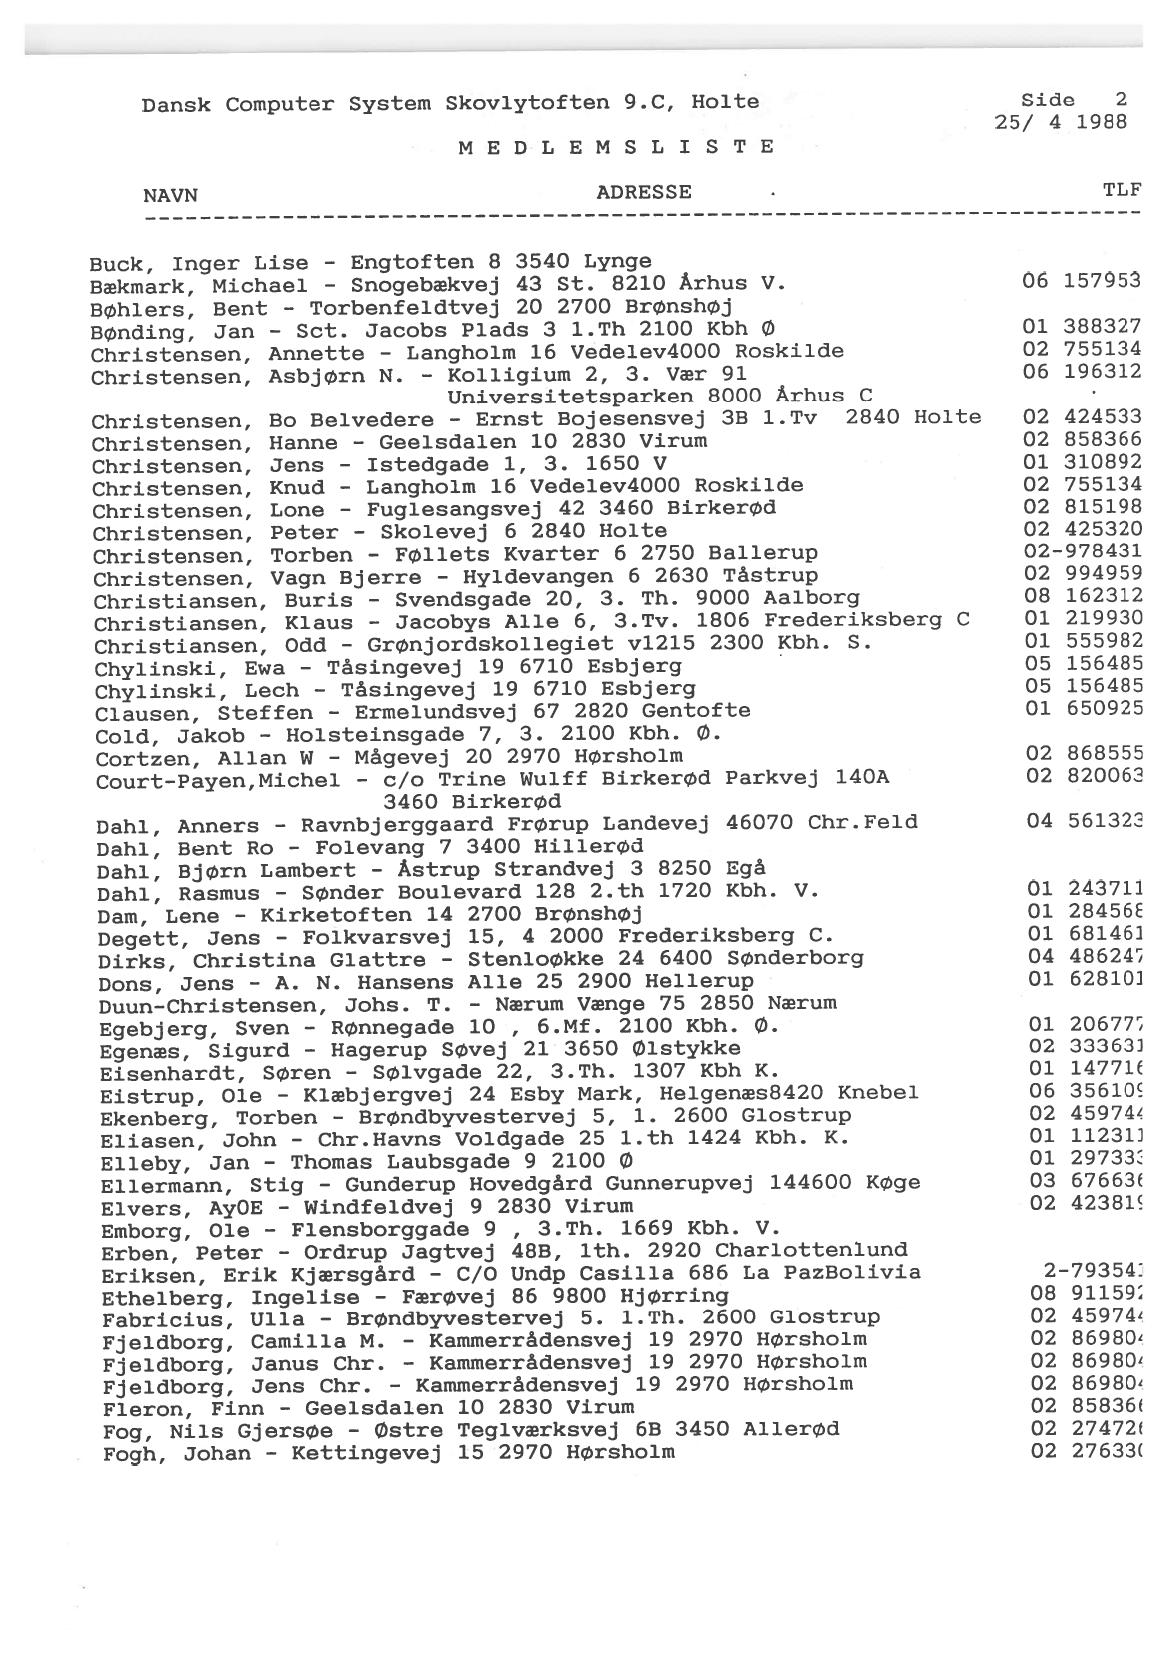 Dansk Computer System Skovlytoften 9.C, Holte Side 2
25/ 4 1988
M E D L E M S L I S T E
NAVN ADRESSE TLF
--------------------------------------------------------------------------
Buck, Inger Lise - Engtoften 8 3540 Lynge
Bækmark, Michael - Snogebækvej 43 St. 8210 Århus V. 06 157953
Bøhlers, Bent - Torbenfeldtvej 20 2700 Brønshøj
Bønding, Jan - Sct. Jacobs Plads 3 1.Th 2100 Kbh Ø 01 388327
Christensen, Annette - Langholm 16 Vedelev4000 Roskilde 02 755134
Christensen, Asbjørn N. - Kolligium 2, 3. Vær 91 06 196312
Universitetsparken 8000 Århus C
Christensen, Bo Belvedere - Ernst Bojesensvej 3B 1.Tv 2840 Holte 02 424533
Christensen, Hanne - Geelsdalen 10 2830 Virum 02 858366
Christensen, Jens - Istedgade 1, 3. 1650 V 01 310892
Christensen, Knud - Langholm 16 Vedelev4000 Roskilde 02 755134
Christensen, Lone - Fuglesangsvej 42 3460 Birkerød 02 815198
Christensen, Peter - Skolevej 6 2840 Holte 02 425320
Christensen, Torben - Føllets Kvarter 6 2750 Ballerup 02-978431
Christensen, Vagn Bjerre - Hyldevangen 6 2630 Tåstrup 02 994959
Christiansen, Buris - Svendsgade 20, 3. Th. 9000 Aalborg 08 162312
Christiansen, Klaus - Jacobys Alle 6, 3.Tv. 1806 Frederiksberg C 01 219930
Christiansen, Odd - Grønjordskollegiet v1215 2300 Kbh. S. 01 555982
Chylinski, Ewa - Tåsingevej 19 6710 Esbjerg 05 156485
Chylinski, Lech - Tåsingevej 19 6710 Esbjerg 05 156485
Clausen, Steffen - Ermelundsvej 67 2820 Gentofte 01 650925
Cold, Jakob - Holsteinsgade 7, 3. 2100 Kbh. Ø.
Cortzen, Allan W - Mågevej 20 2970 Hørsholm 02 868555
Court-Payen,Michel - c/o Trine Wulff Birkerød Parkvej 140A 02 820063
3460 Birkerød
Dahl, Anners - Ravnbjerggaard Frørup Landevej 46070 Chr.Feld 04 561323
Dahl, Bent Ro - Folevang 7 3400 Hillerød
Dahl, Bjørn Lambert - Åstrup Strandvej 3 8250 Egå
Dahl, Rasmus - Sønder Boulevard 128 2.th 1720 Kbh. V. 01 243711
Dam, Lene - Kirketoften 14 2700 Brønshøj 01 284568
Degett, Jens - Folkvarsvej 15, 4 2000 Frederiksberg C. 01 681461
Dirks, Christina Glattre - Stenloøkke 24 6400 Sønderborg 04 486247
Dons, Jens - A. N. Hansens Alle 25 2900 Hellerup 01 628101
Duun-Christensen, Johs. T. - Nærum Vænge 75 2850 Nærum
Egebjerg, Sven - Rønnegade 10 , 6.Mf. 2100 Kbh. Ø. 01 206777
Egenæs, Sigurd - Hagerup Søvej 21 3650 Ølstykke 02 333631
Eisenhardt, Søren - Sølvgade 22, 3.Th. 1307 Kbh K. 01 147716
Eistrup, Ole - Klæbjergvej 24 Esby Mark, Helgenæs8420 Knebel 06 356109
Ekenberg, Torben - Brøndbyvestervej 5, 1. 2600 Glostrup 02 459744
Eliasen, John - Chr.Havns Voldgade 25 1.th 1424 Kbh. K. 01 112311
Elleby, Jan - Thomas Laubsgade 9 2100 Ø 01 297333
Ellermann, Stig - Gunderup Hovedgård Gunnerupvej 144600 Køge 03 676636
Elvers, AyOE - Windfeldvej 9 2830 Virum 02 423819
Emborg, Ole - Flensborggade 9 , 3.Th. 1669 Kbh. V.
Erben, Peter - Ordrup Jagtvej 48B, 1th. 2920 Charlottenlund
Eriksen, Erik Kjærsgård - C/O Undp Casilla 686 La PazBolivia 2-79354
Ethelberg, Ingelise - Færøvej 86 9800 Hjørring 08 911592
Fabricius, Ulla - Brøndbyvestervej 5. 1.Th. 2600 Glostrup 02 459744
Fjeldborg, Camilla M. - Kammerrådensvej 19 2970 Hørsholm 02 869804
Fjeldborg, Janus Chr. - Kammerrådensvej 19 2970 Hørsholm 02 869804
Fjeldborg, Jens Chr. - Kammerrådensvej 19 2970 Hørsholm 02 869804
Fleron, Finn - Geelsdalen 10 2830 Virum 02 858366
Fog, Nils Gjersøe - Østre Teglværksvej 6B 3450 Allerød 02 274726
Fogh, Johan - Kettingevej 15 2970 Hørsholm 02 276330